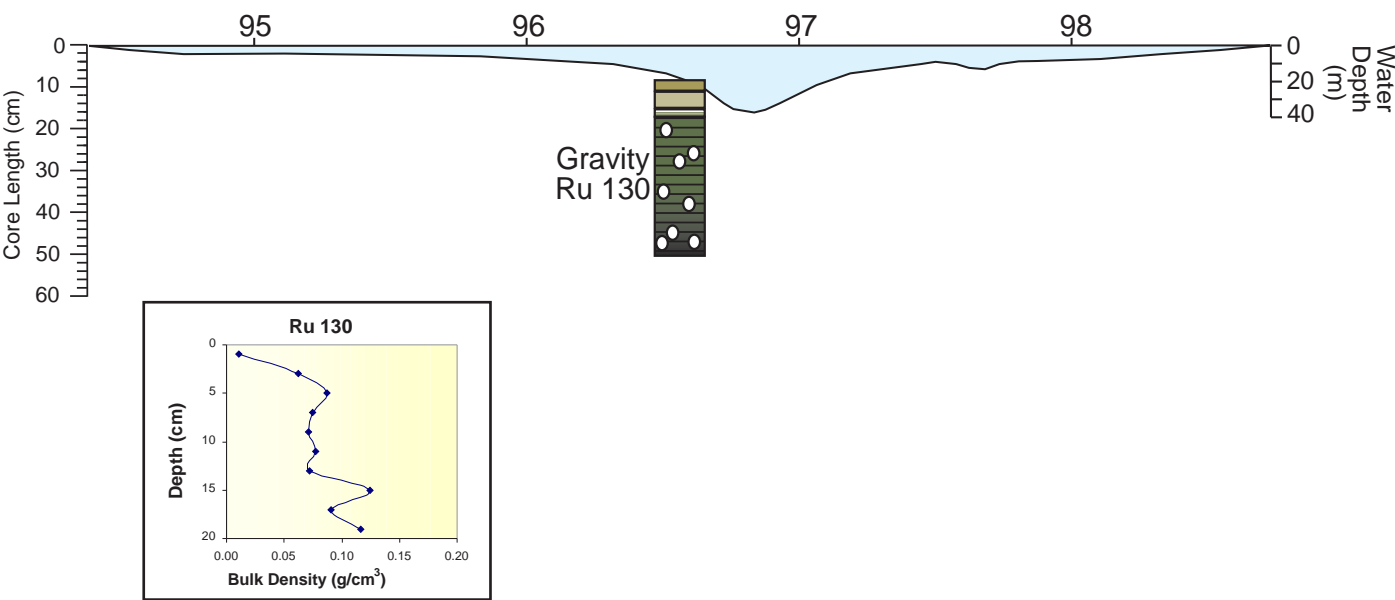 95 96 97 98
0
10
20
30
40
50
60
Core Length (cm)
0
20
40
Water
Depth
(m)
Gravity
Ru 130
Ru 130
0
5
10
15
20
Depth (cm)
0.00 0.05 0.10 0.15 0.20
Bulk Density (g/cm³)